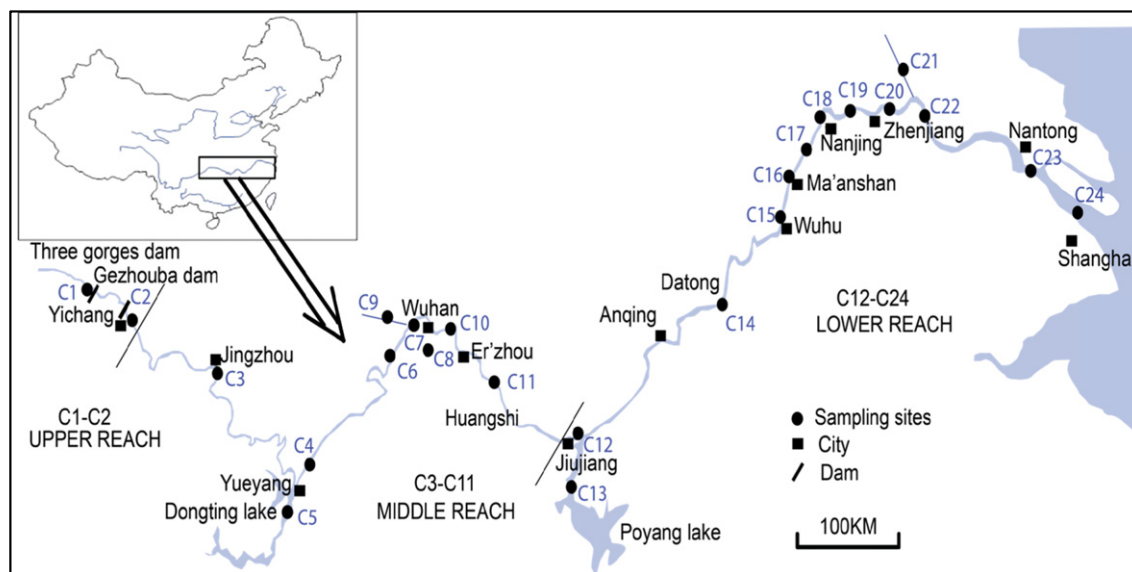 Three gorges dam
Gezhouba dam
C1
C2
Yichang
Jingzhou
C3
C1-C2
UPPER REACH
C4
Yueyang
Dongting lake
C5
C9
Wuhan
C10
C7
C8
Er'zhou
C6
C11
Huangshi
C3-C11
MIDDLE REACH
C12
Jiujiang
C13
Poyang lake
Anqing
Datong
C14
C15
Wuhu
C16
Ma'anshan
C17
C18
Nanjing
C19
C20
Zhenjiang
C21
C22
Nantong
C23
C24
Shangha
C12-C24
LOWER REACH
Sampling sites
City
Dam
100KM